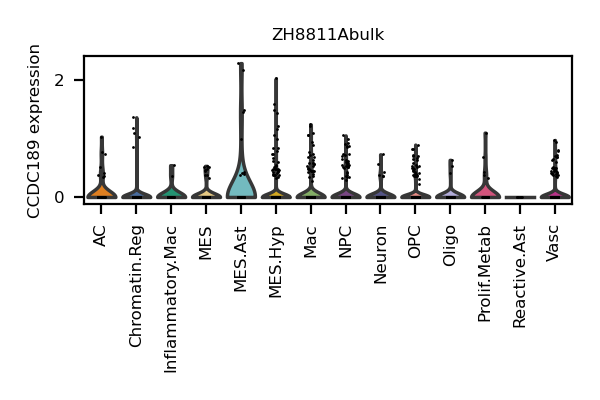 ZH8811Abulk
CCDC189 expression
2
0
AC
Chromatin.Reg
Inflammatory.Mac
MES
MES.Ast
MES.Hyp
Mac
NPC
Neuron
OPC
Oligo
Prolif.Metab
Reactive.Ast
Vasc